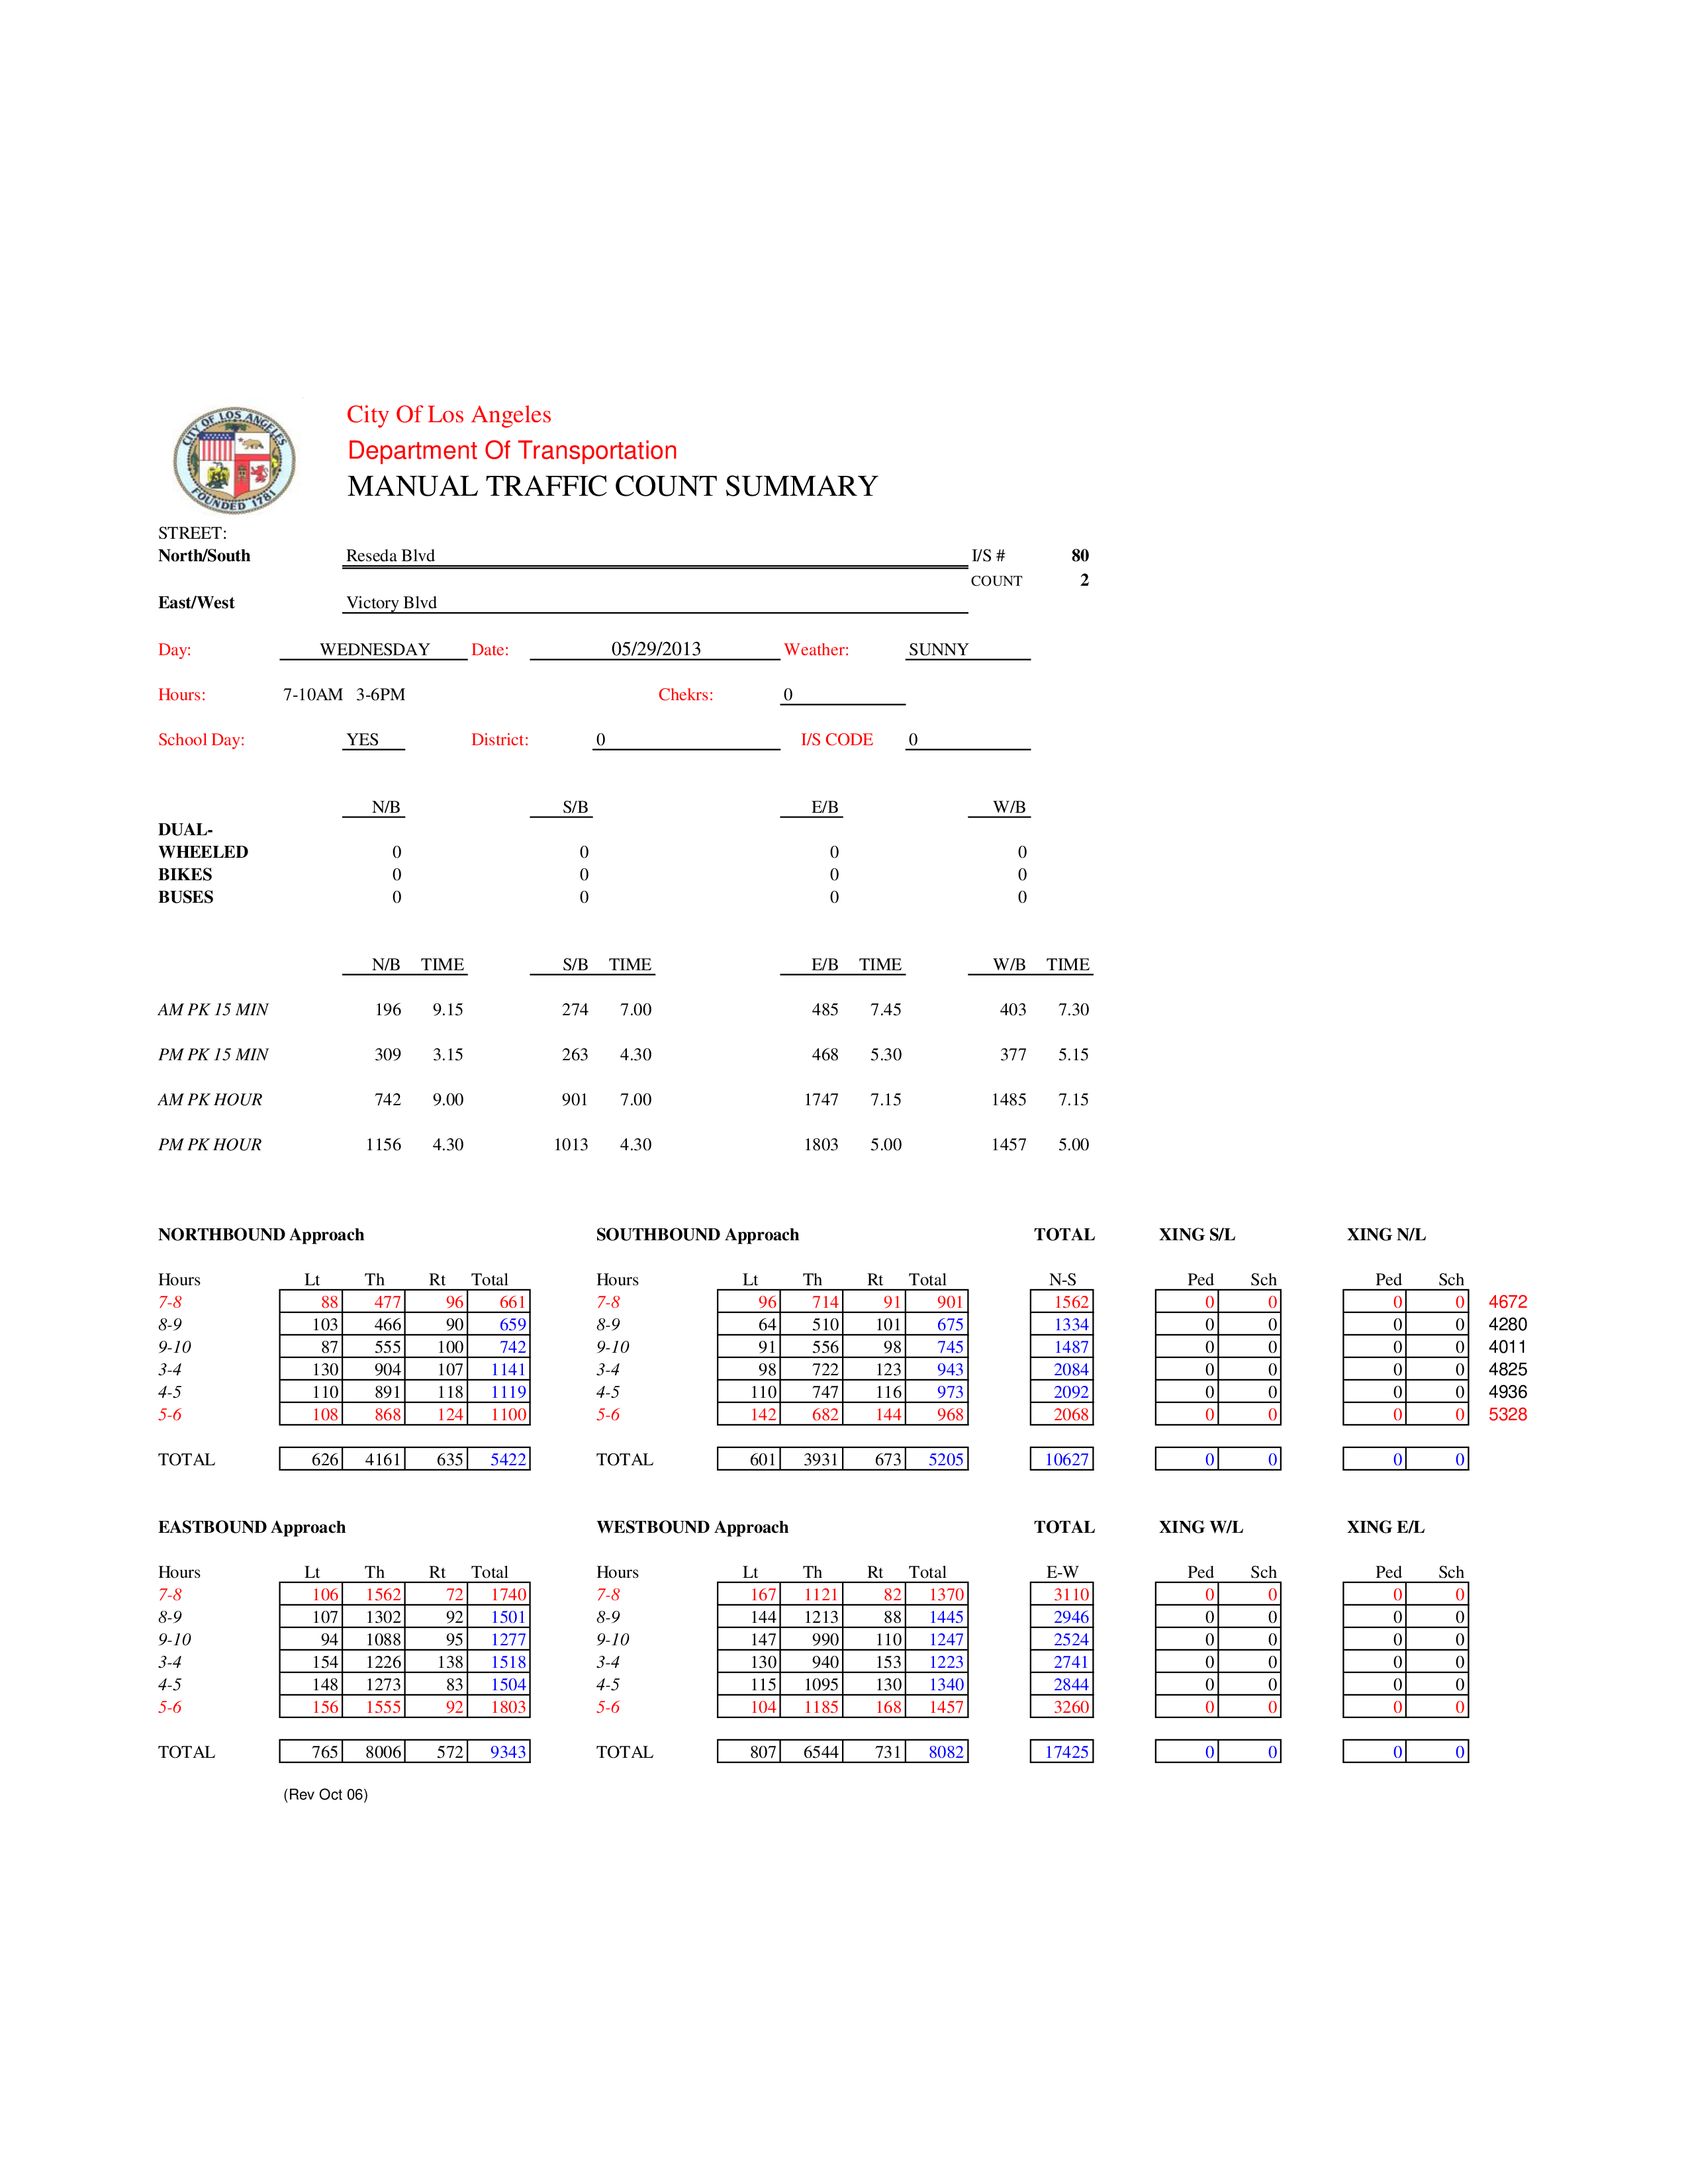 CITY OF LOS ANGELES
FOUNDED 1781
City Of Los Angeles
Department Of Transportation
MANUAL TRAFFIC COUNT SUMMARY
STREET:
North/South Reseda Blvd I/S # 80
COUNT 2
East/West Victory Blvd
Day: WEDNESDAY Date: 05/29/2013 Weather: SUNNY
Hours: 7-10AM 3-6PM Chekrs: 0
School Day: YES District: 0 I/S CODE 0
N/B S/B E/B W/B
DUAL-
WHEELED 0 0 0 0
BIKES 0 0 0 0
BUSES 0 0 0 0
N/B TIME S/B TIME E/B TIME W/B TIME
AM PK 15 MIN 196 9.15 274 7.00 485 7.45 403 7.30
PM PK 15 MIN 309 3.15 263 4.30 468 5.30 377 5.15
AM PK HOUR 742 9.00 901 7.00 1747 7.15 1485 7.15
PM PK HOUR 1156 4.30 1013 4.30 1803 5.00 1457 5.00
NORTHBOUND Approach SOUTHBOUND Approach TOTAL XING S/L XING N/L
Hours Lt Th Rt Total Hours Lt Th Rt Total N-S Ped Sch Ped Sch
7-8 88 477 96 661 7-8 96 714 91 901 1562 0 0 0 0 4672
8-9 103 466 90 659 8-9 64 510 101 675 1334 0 0 0 0 4280
9-10 87 555 100 742 9-10 91 556 98 745 1487 0 0 0 0 4011
3-4 130 904 107 1141 3-4 98 722 123 943 2084 0 0 0 0 4825
4-5 110 891 118 1119 4-5 110 747 116 973 2092 0 0 0 0 4936
5-6 108 868 124 1100 5-6 142 682 144 968 2068 0 0 0 0 5328
TOTAL 626 4161 635 5422 TOTAL 601 3931 673 5205 10627 0 0 0 0
EASTBOUND Approach WESTBOUND Approach TOTAL XING W/L XING E/L
Hours Lt Th Rt Total Hours Lt Th Rt Total E-W Ped Sch Ped Sch
7-8 106 1562 72 1740 7-8 167 1121 82 1370 3110 0 0 0 0
8-9 107 1302 92 1501 8-9 144 1213 88 1445 2946 0 0 0 0
9-10 94 1088 95 1277 9-10 147 990 110 1247 2524 0 0 0 0
3-4 154 1226 138 1518 3-4 130 940 153 1223 2741 0 0 0 0
4-5 148 1273 83 1504 4-5 115 1095 130 1340 2844 0 0 0 0
5-6 156 1555 92 1803 5-6 104 1185 168 1457 3260 0 0 0 0
TOTAL 765 8006 572 9343 TOTAL 807 6544 731 8082 17425 0 0 0 0
(Rev Oct 06)